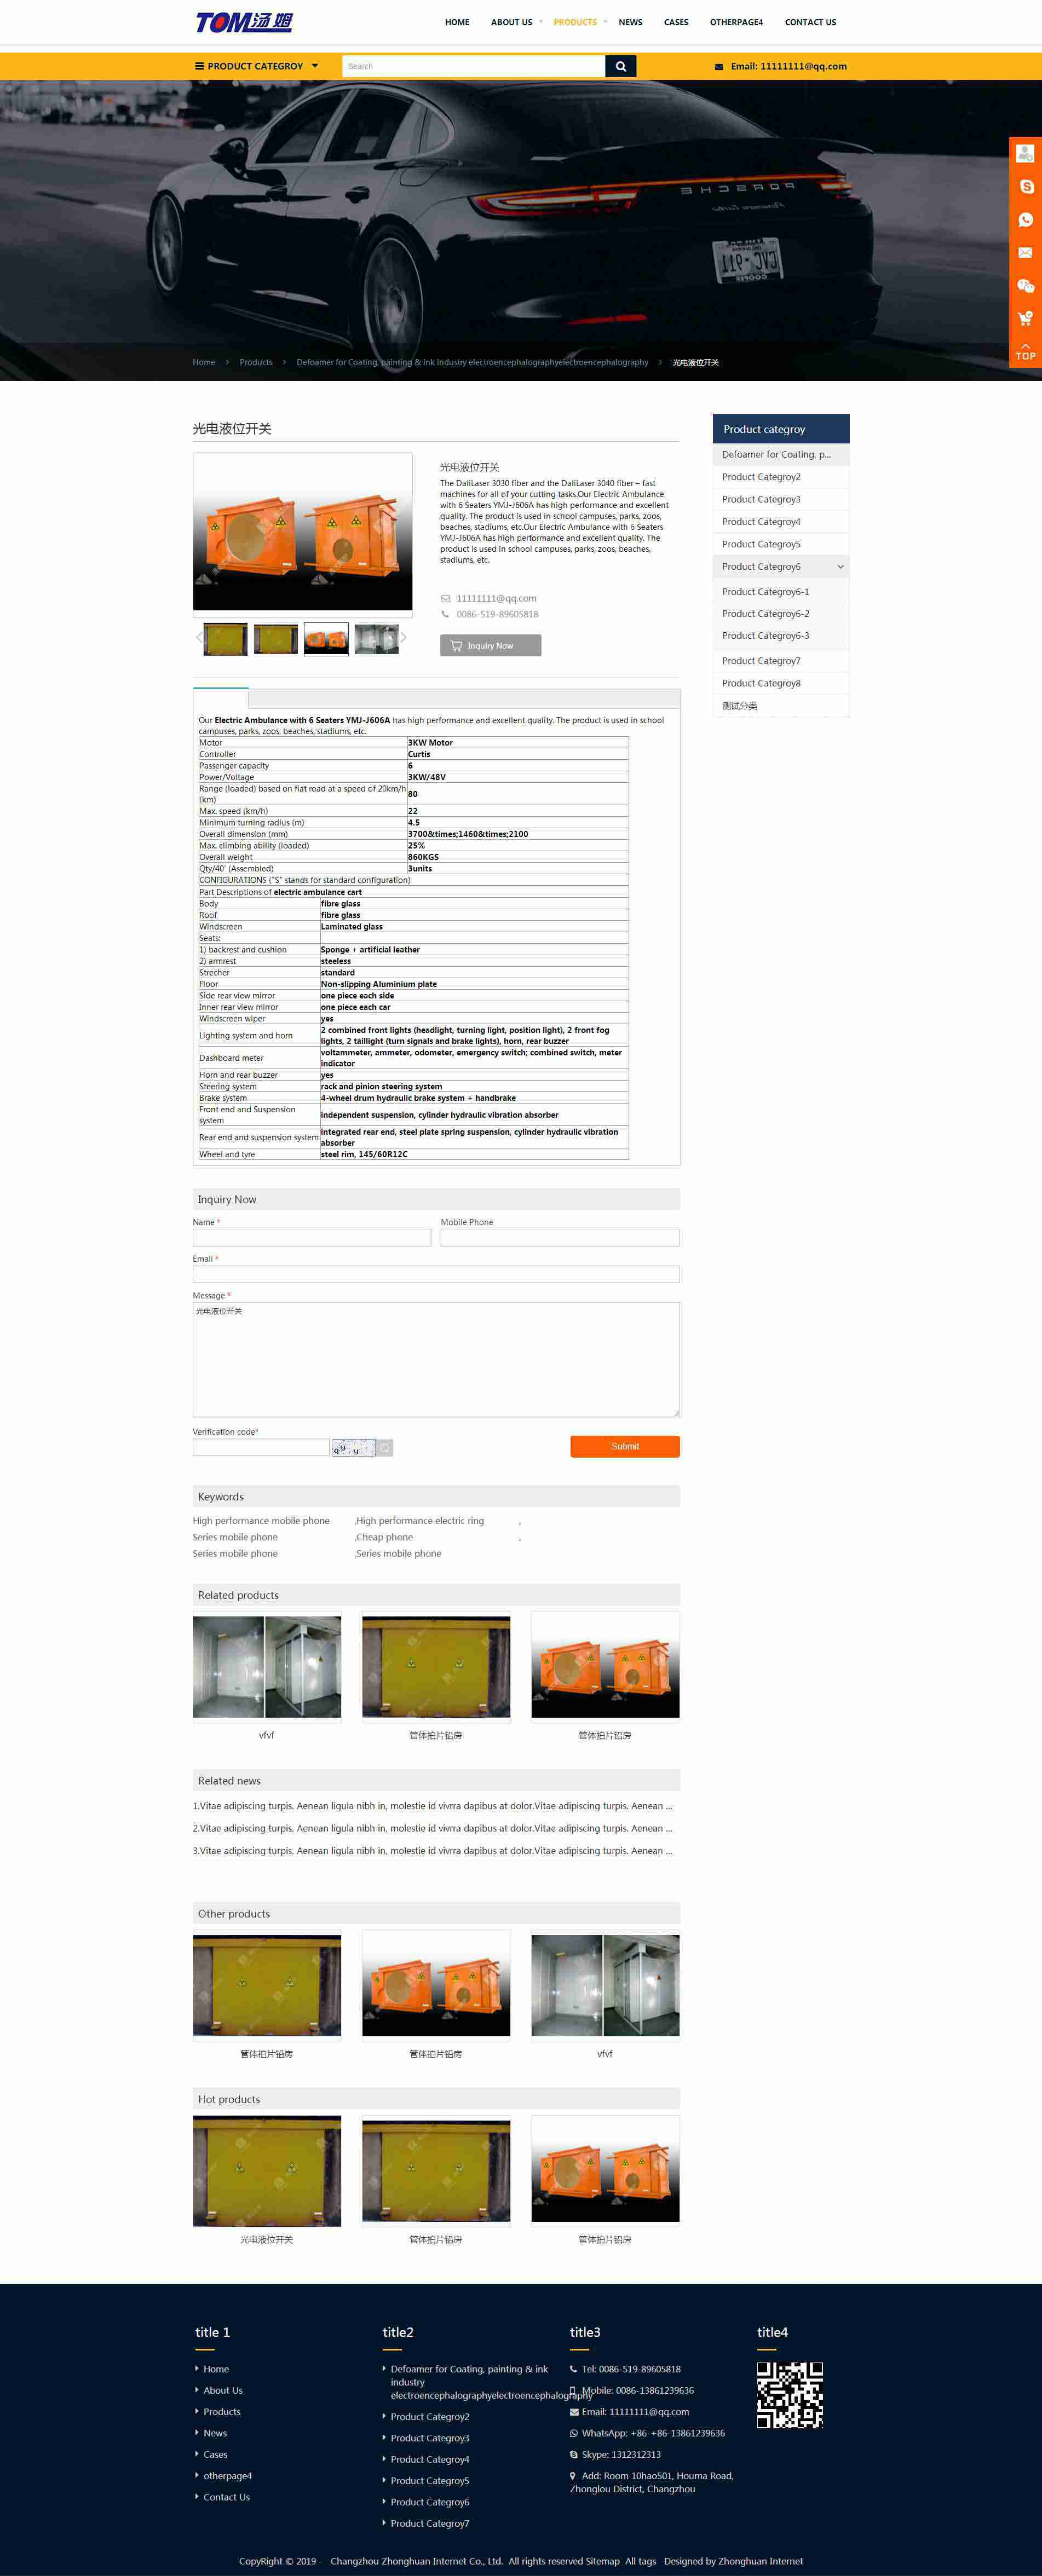 TOM汤姆
HOME ABOUT US PRODUCTS NEWS CASES OTHERPAGE4 CONTACT US
PRODUCT CATEGROY
Search
Email: 11111111@qq.com
PORSCHE
TOP
Home > Products > Defoamer for Coating, painting & ink industry electroencephalographyelectroencephalography > 光电液位开关
光电液位开关
光电液位开关
The DaliLaser 3030 fiber and the DaliLaser 3040 fiber – fast
machines for all of your cutting tasks.Our Electric Ambulance
with 6 Seaters YMJ-J606A has high performance and excellent
quality. The product is used in school campuses, parks, zoos,
beaches, stadiums, etc.Our Electric Ambulance with 6 Seaters
YMJ-J606A has high performance and excellent quality. The
product is used in school campuses, parks, zoos, beaches,
stadiums, etc.
11111111@qq.com
0086-519-89605818
Inquiry Now
Product categroy
Defoamer for Coating, p...
Product Categroy2
Product Categroy3
Product Categroy4
Product Categroy5
Product Categroy6
Product Categroy6-1
Product Categroy6-2
Product Categroy6-3
Product Categroy7
Product Categroy8
测试分类
Our Electric Ambulance with 6 Seaters YMJ-J606A has high performance and excellent quality. The product is used in school
campuses, parks, zoos, beaches, stadiums, etc.
Motor 3KW Motor
Controller Curtis
Passenger capacity 6
Power/Voltage 3KW/48V
Range (loaded) based on flat road at a speed of 20km/h
(km) 80
Max. speed (km/h) 22
Minimum turning radius (m) 4.5
Overall dimension (mm) 3700&times;1460&times;2100
Max. climbing ability (loaded) 25%
Overall weight 860KGS
Qty/40' (Assembled) 3units
CONFIGURATIONS ("S" stands for standard configuration)
Part Descriptions of electric ambulance cart
Body fibre glass
Roof fibre glass
Windscreen Laminated glass
Seats:
1) backrest and cushion Sponge + artificial leather
2) armrest steeless
Strecher standard
Floor Non-slipping Aluminium plate
Side rear view mirror one piece each side
Inner rear view mirror one piece each car
Windscreen wiper yes
Lighting system and horn 2 combined front lights (headlight, turning light, position light), 2 front fog
lights, 2 taillight (turn signals and brake lights), horn, rear buzzer
Dashboard meter voltammeter, ammeter, odometer, emergency switch; combined switch, meter
indicator
Horn and rear buzzer yes
Steering system rack and pinion steering system
Brake system 4-wheel drum hydraulic brake system + handbrake
Front end and Suspension
system independent suspension, cylinder hydraulic vibration absorber
Rear end and suspension system integrated rear end, steel plate spring suspension, cylinder hydraulic vibration
absorber
Wheel and tyre steel rim, 145/60R12C
Inquiry Now
Name * Mobile Phone
Email *
Message *
光电液位开关
Verification code*
Submit
Keywords
High performance mobile phone ,High performance electric ring ,
Series mobile phone ,Cheap phone ,
Series mobile phone ,Series mobile phone
Related products
vfvf 管体拍片铅房 管体拍片铅房
Related news
1.Vitae adipiscing turpis. Aenean ligula nibh in, molestie id vivrra dapibus at dolor.Vitae adipiscing turpis. Aenean ...
2.Vitae adipiscing turpis. Aenean ligula nibh in, molestie id vivrra dapibus at dolor.Vitae adipiscing turpis. Aenean ...
3.Vitae adipiscing turpis. Aenean ligula nibh in, molestie id vivrra dapibus at dolor.Vitae adipiscing turpis. Aenean ...
Other products
管体拍片铅房 管体拍片铅房 vfvf
Hot products
光电液位开关 管体拍片铅房 管体拍片铅房
title 1
Home
About Us
Products
News
Cases
otherpage4
Contact Us
title2
Defoamer for Coating, painting & ink
industry
electroencephalographyelectroencephalography
Product Categroy2
Product Categroy3
Product Categroy4
Product Categroy5
Product Categroy6
Product Categroy7
title3
Tel: 0086-519-89605818
Mobile: 0086-13861239636
Email: 11111111@qq.com
WhatsApp: +86-+86-13861239636
Skype: 1312312313
Add: Room 10hao501, Houma Road,
Zhonglou District, Changzhou
title4
CopyRight © 2019 - Changzhou Zhonghuan Internet Co., Ltd. All rights reserved Sitemap All tags Designed by Zhonghuan Internet